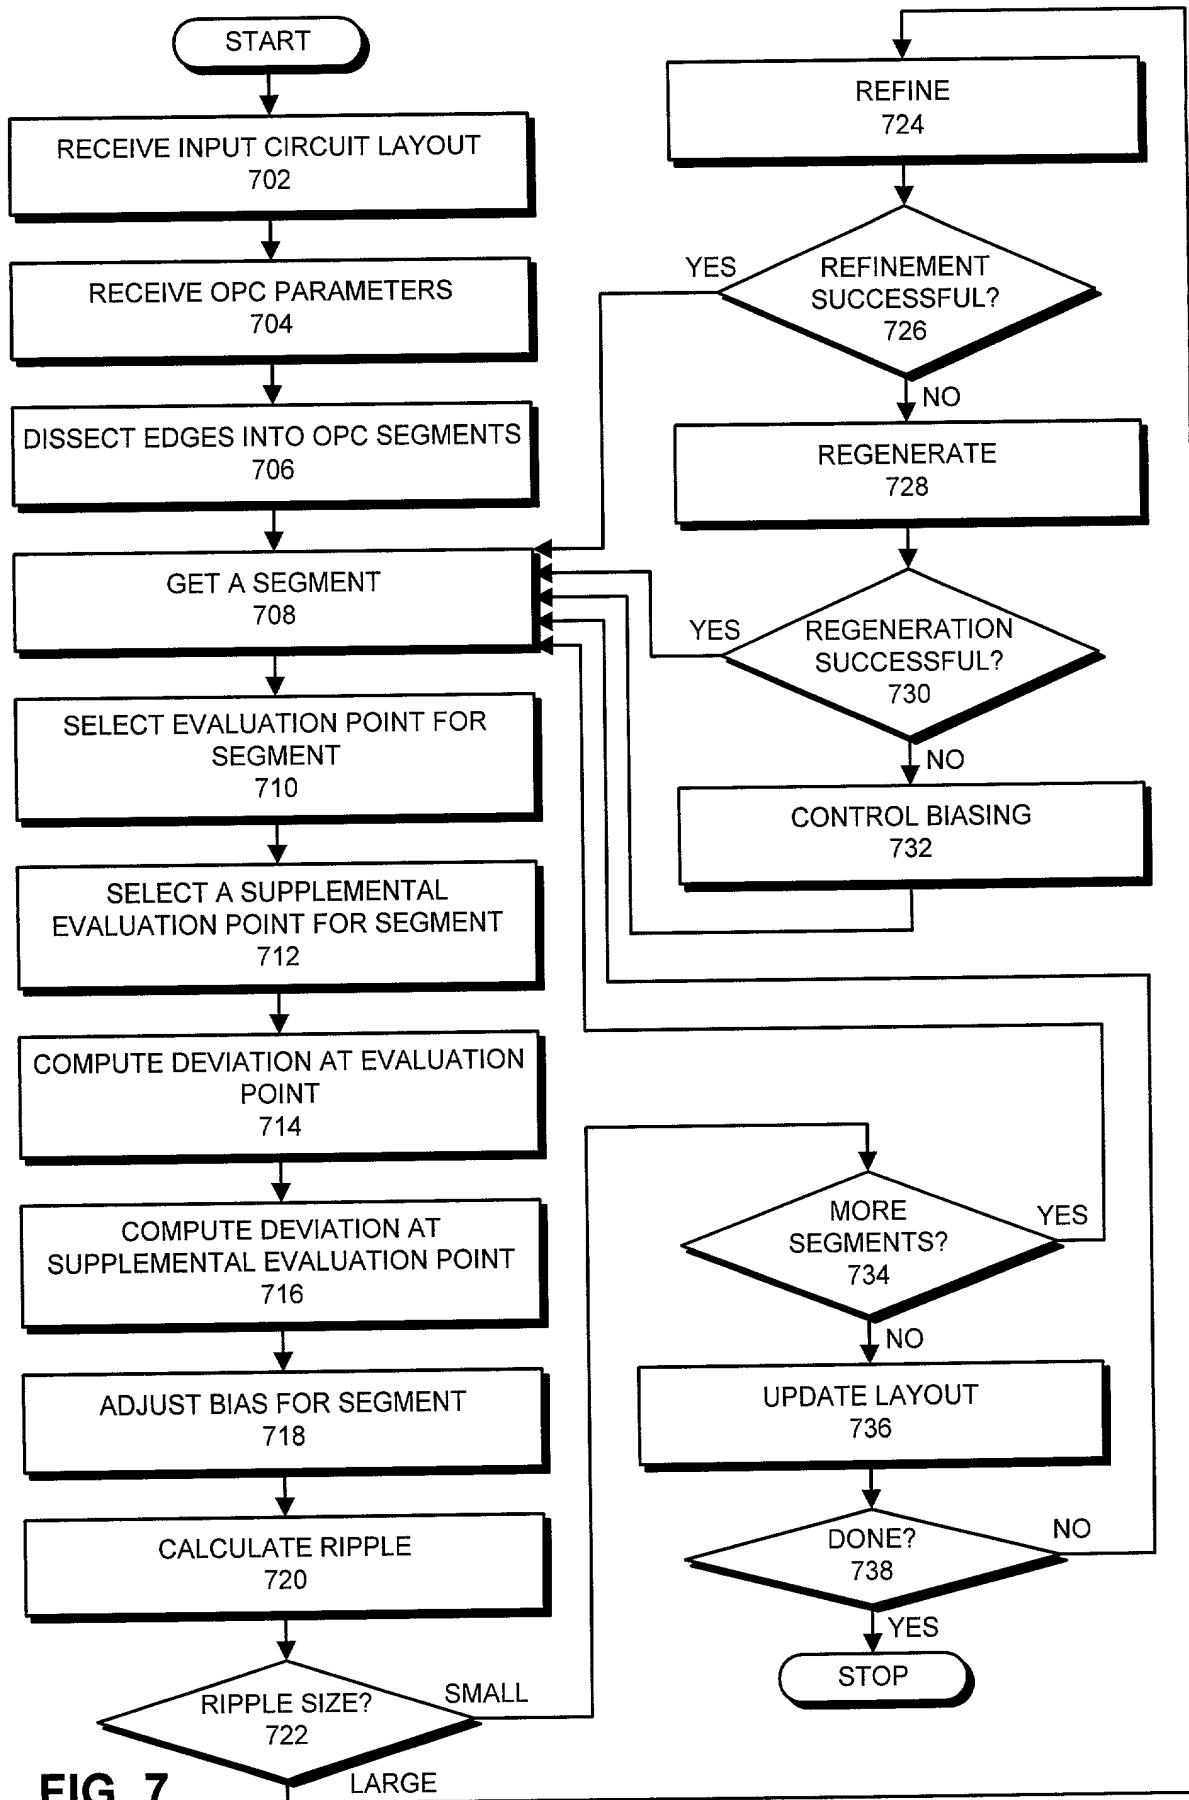 START
RECEIVE INPUT CIRCUIT LAYOUT
702
RECEIVE OPC PARAMETERS
704
DISSECT EDGES INTO OPC SEGMENTS
706
GET A SEGMENT
708
SELECT EVALUATION POINT FOR
SEGMENT
710
SELECT A SUPPLEMENTAL
EVALUATION POINT FOR SEGMENT
712
COMPUTE DEVIATION AT EVALUATION
POINT
714
COMPUTE DEVIATION AT
SUPPLEMENTAL EVALUATION POINT
716
ADJUST BIAS FOR SEGMENT
718
CALCULATE RIPPLE
720
RIPPLE SIZE?
722
SMALL
LARGE
FIG. 7
REFINE
724
YES
REFINEMENT
SUCCESSFUL?
726
NO
REGENERATE
728
YES
REGENERATION
SUCCESSFUL?
730
NO
CONTROL BIASING
732
MORE
SEGMENTS?
734
YES
NO
UPDATE LAYOUT
736
DONE?
738
NO
YES
STOP